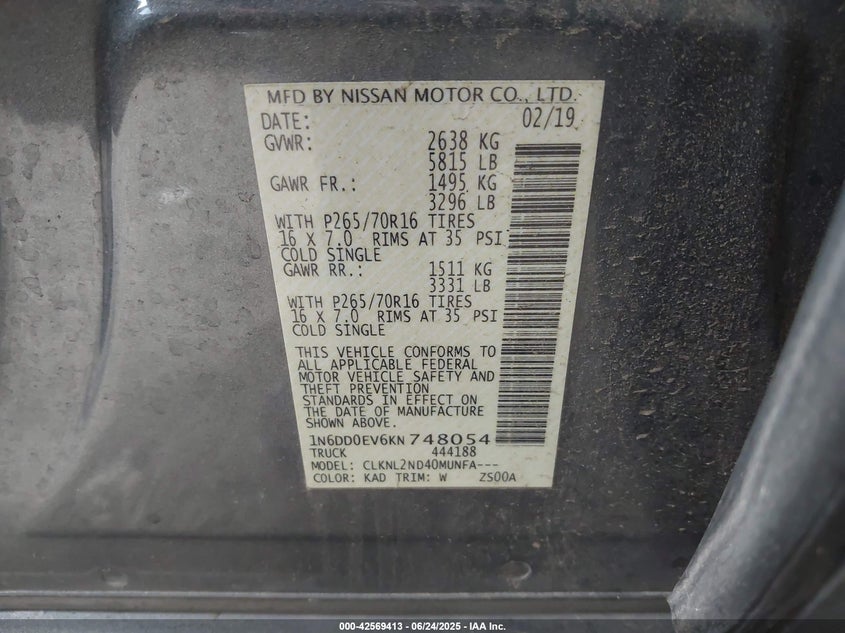 MFD BY NISSAN MOTOR CO., LTD.
DATE: 02/19
GVWR: 2638 KG
5815 LB
GAWR FR.: 1495 KG
3296 LB
WITH P265/70R16 TIRES
16 X 7.0 RIMS AT 35 PSI
COLD SINGLE
GAWR RR.: 1511 KG
3331 LB
WITH P265/70R16 TIRES
16 X 7.0 RIMS AT 35 PSI
COLD SINGLE
THIS VEHICLE CONFORMS TO
ALL APPLICABLE FEDERAL
MOTOR VEHICLE SAFETY AND
THEFT PREVENTION
STANDARDS IN EFFECT ON
THE DATE OF MANUFACTURE
SHOWN ABOVE.
1N6DD0EV6KN748054
TRUCK 444188
MODEL: CLKNL2ND40MUNFA---
COLOR: KAD TRIM: W ZS00A
000-42569413 - 06/24/2025 - IAA Inc.